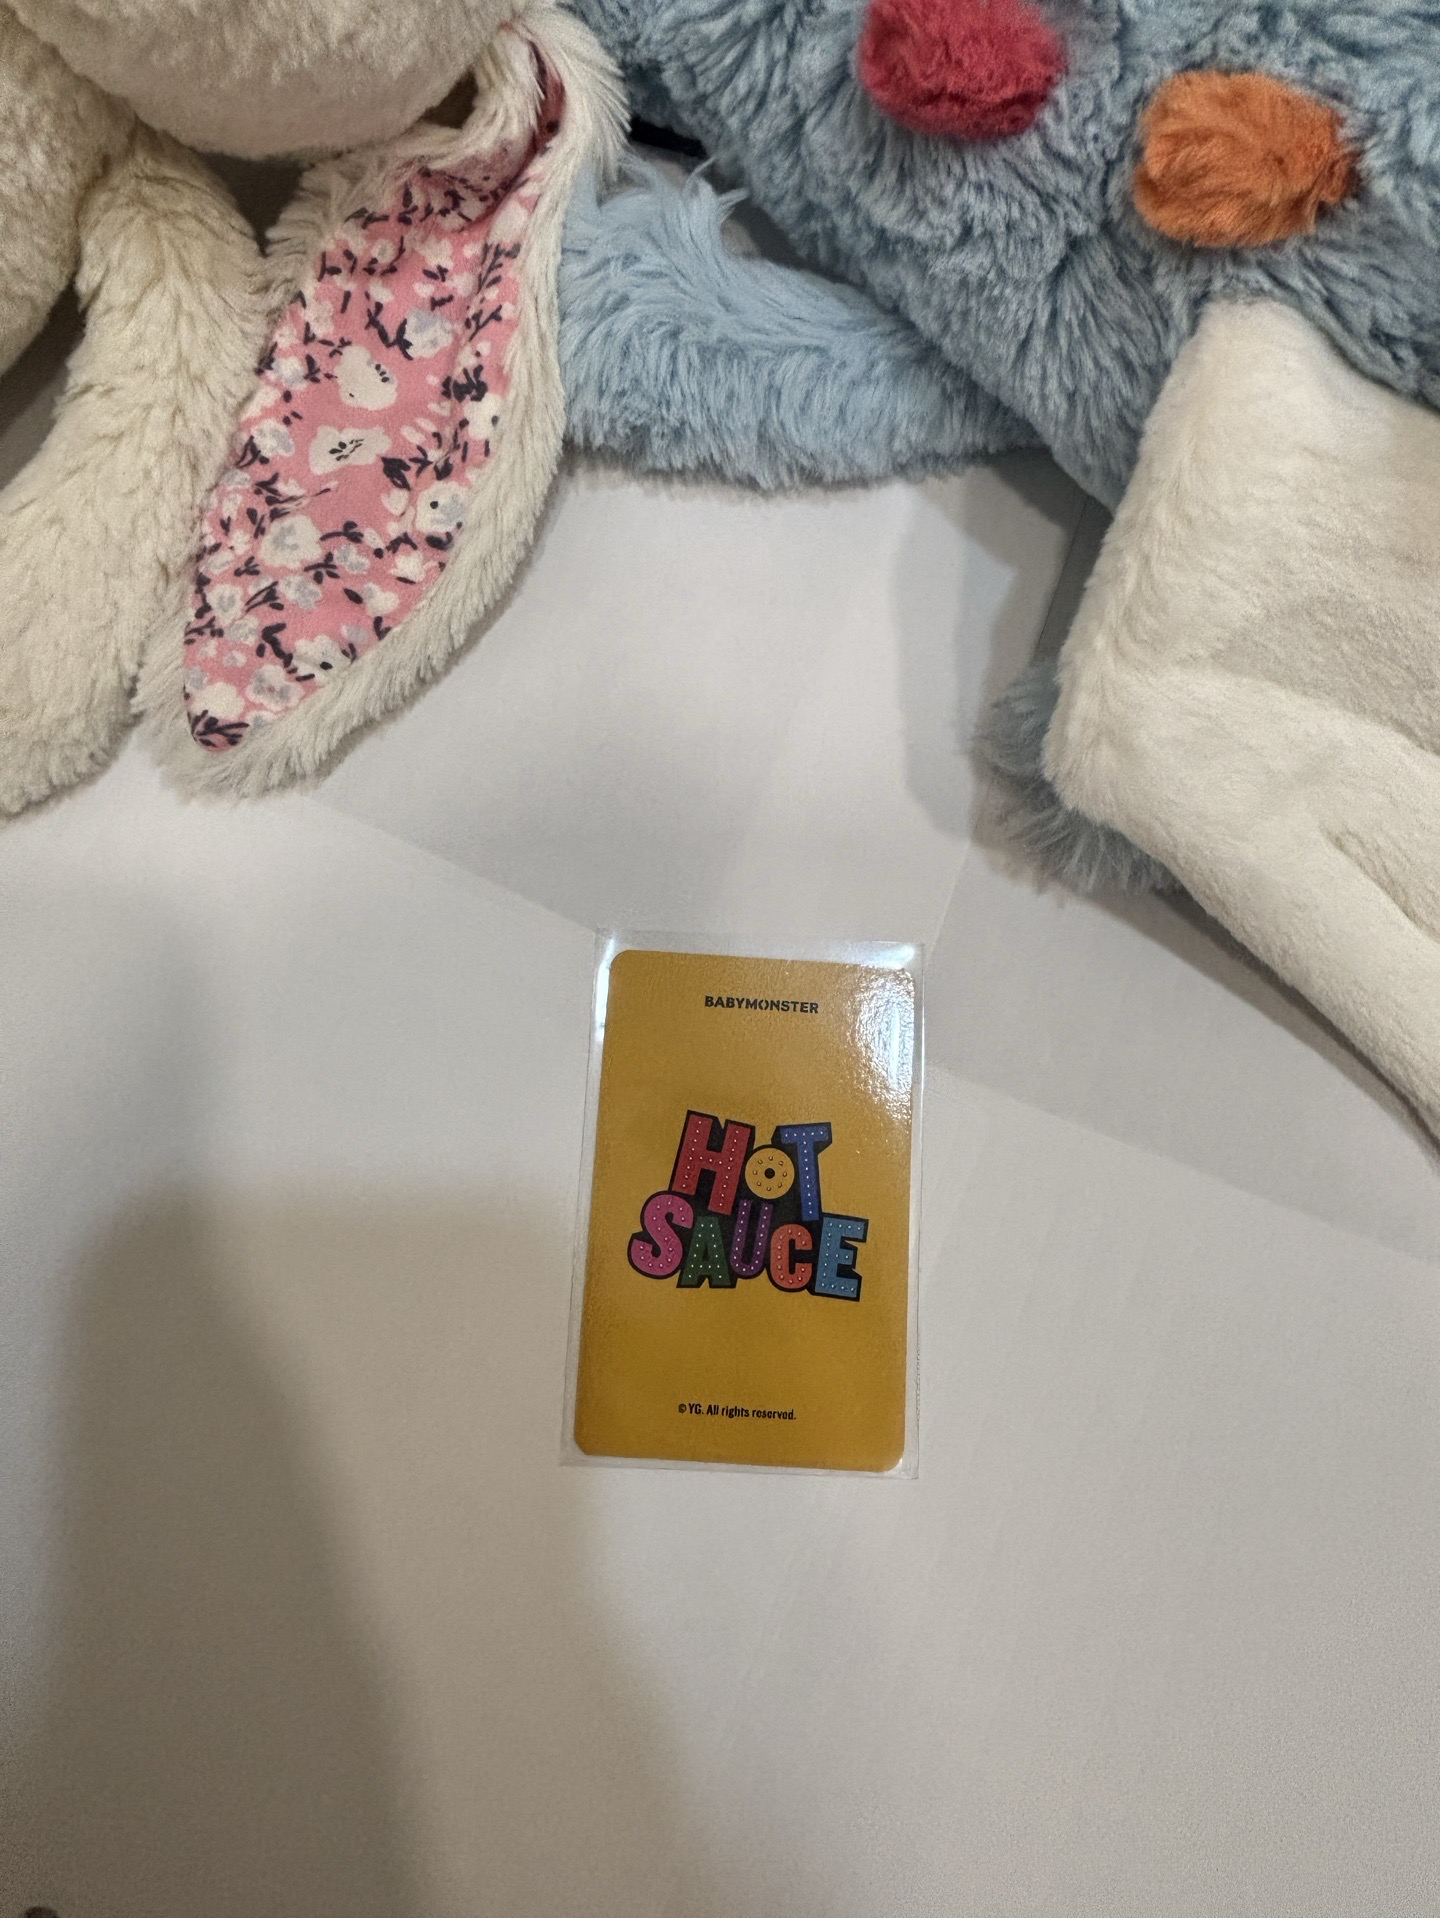 BABYMONSTER
HOT
SAUCE
© YG. All rights reserved.